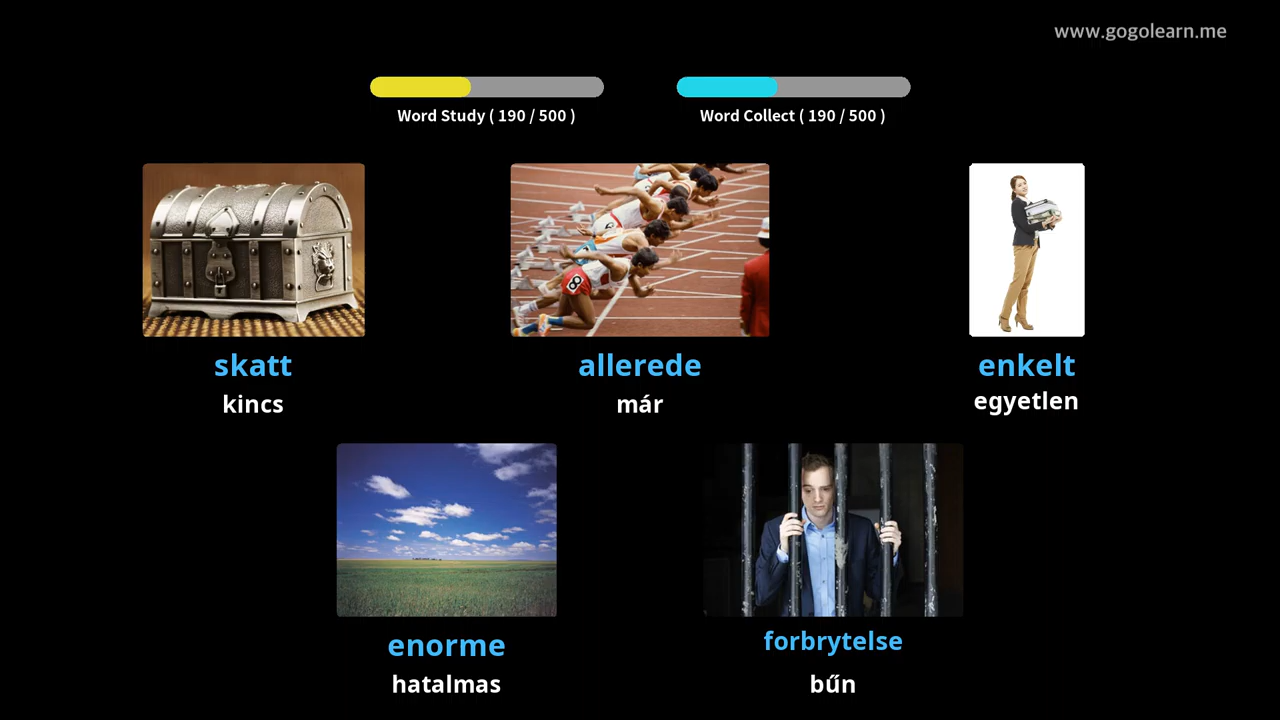 www.gogolearn.me
Word Study ( 190 / 500 )
Word Collect ( 190 / 500 )
skatt
kincs
allerede
már
enkelt
egyetlen
enorme
hatalmas
forbrytelse
bűn